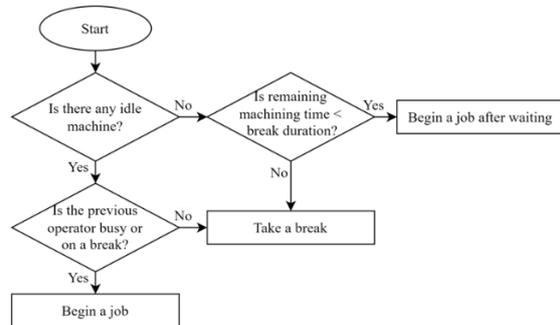 Start
Is there any idle
machine?
No
Is remaining
machining time <
break duration?
Yes
Begin a job after waiting
Yes
No
Is the previous
operator busy or
on a break?
No
Take a break
Yes
Begin a job